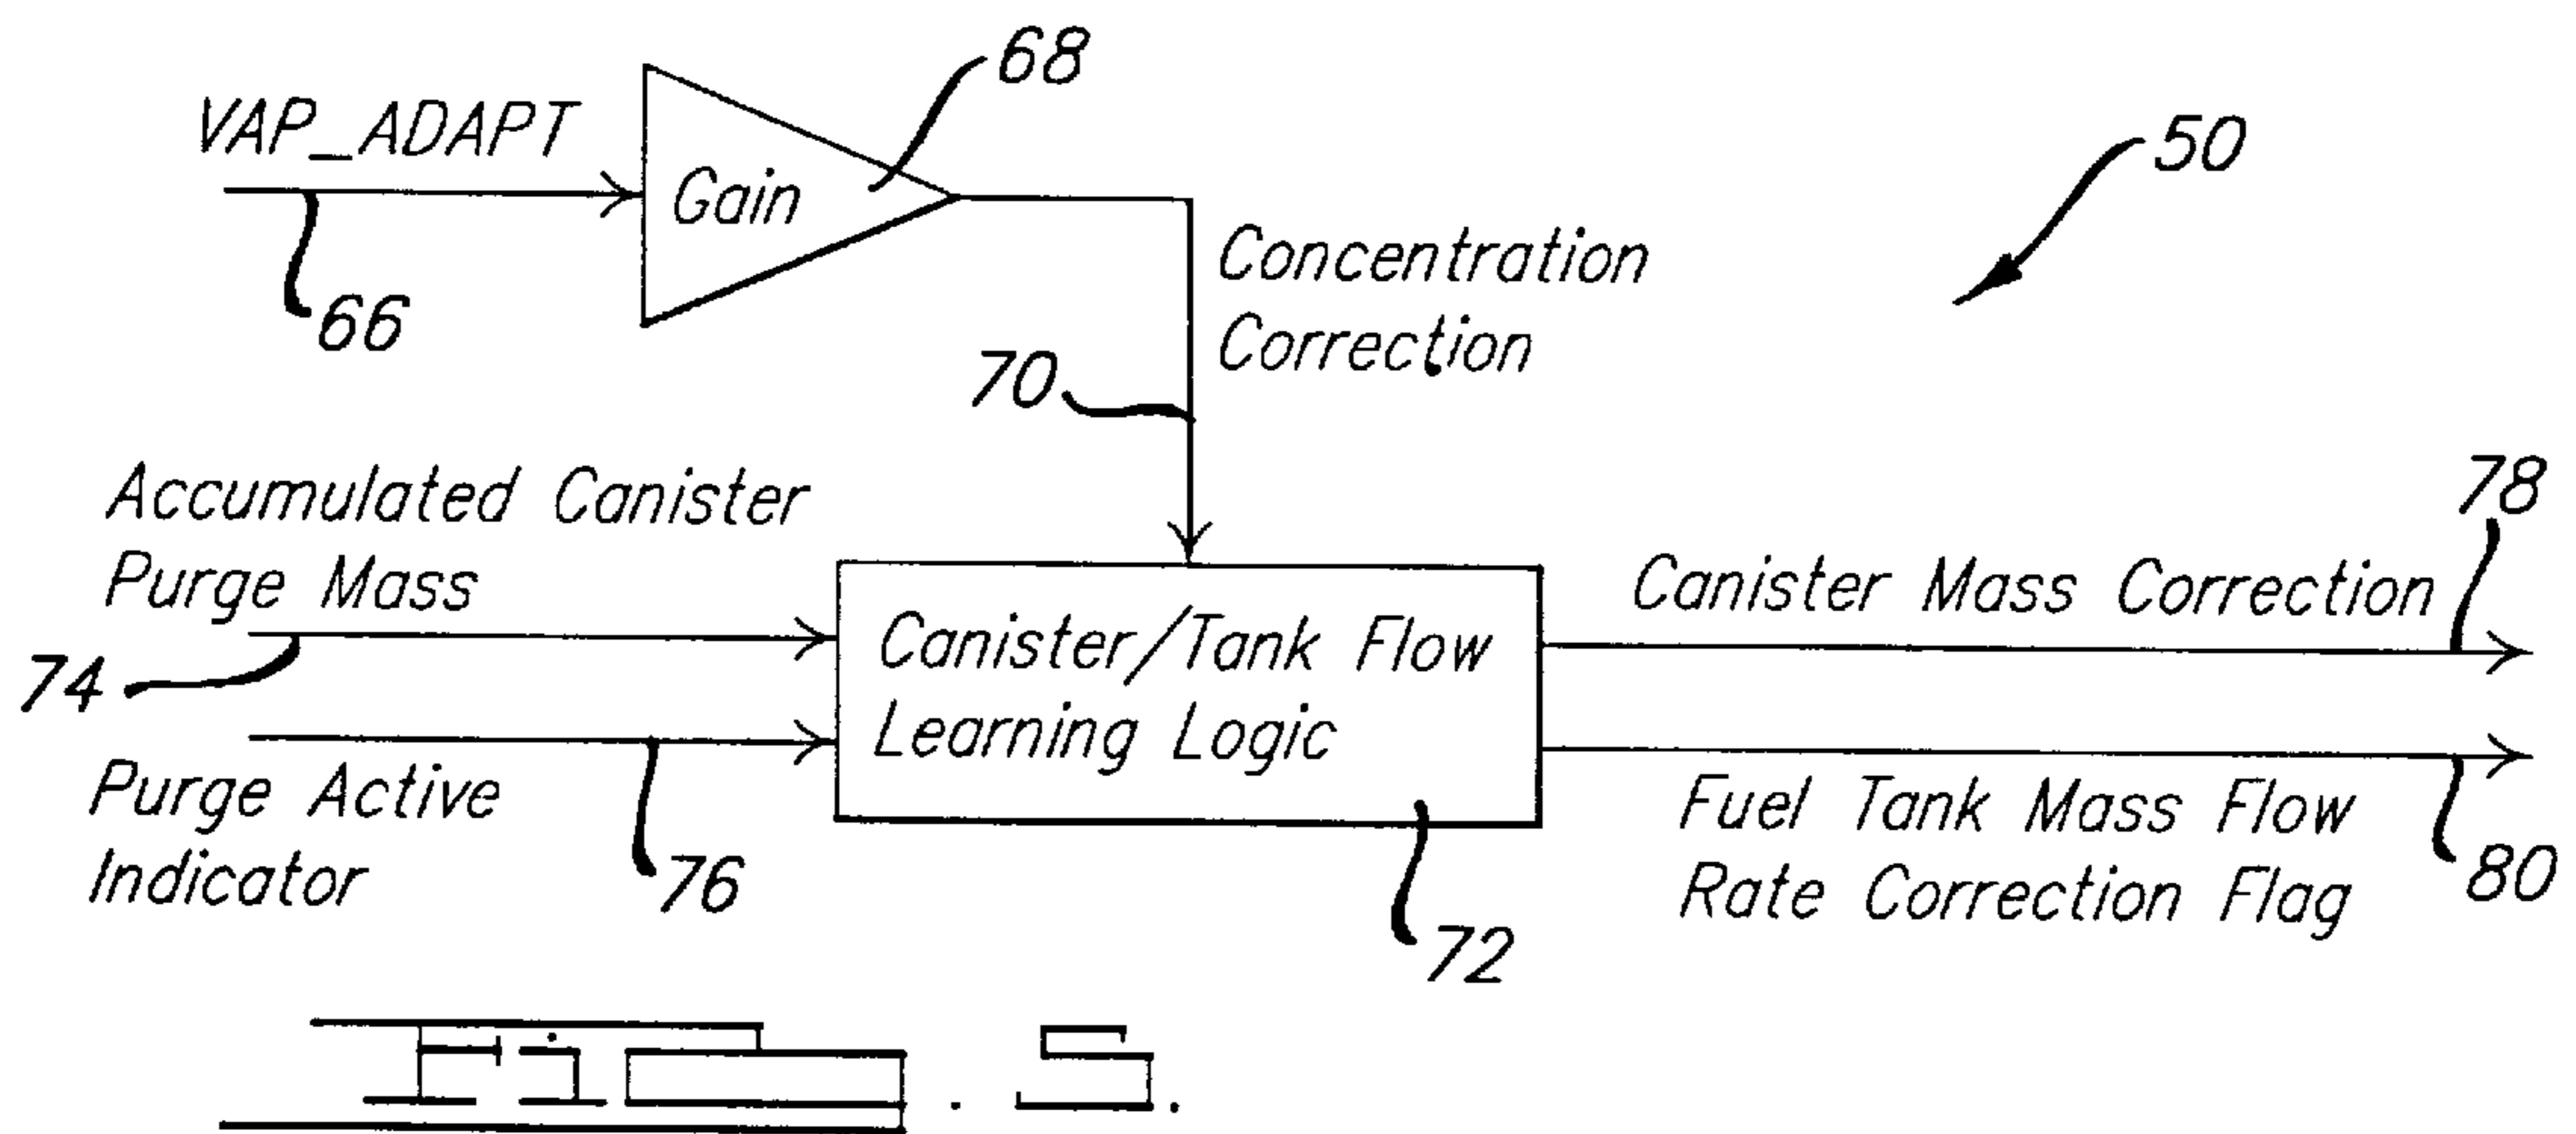 68
VAP_ADAPT
50
Gain
66
Concentration
Correction
70
Accumulated Canister
Purge Mass
78
Canister Mass Correction
74
Canister/Tank Flow
Learning Logic
Purge Active
Indicator
76
Fuel Tank Mass Flow
Rate Correction Flag
80
72
Fig. 5.